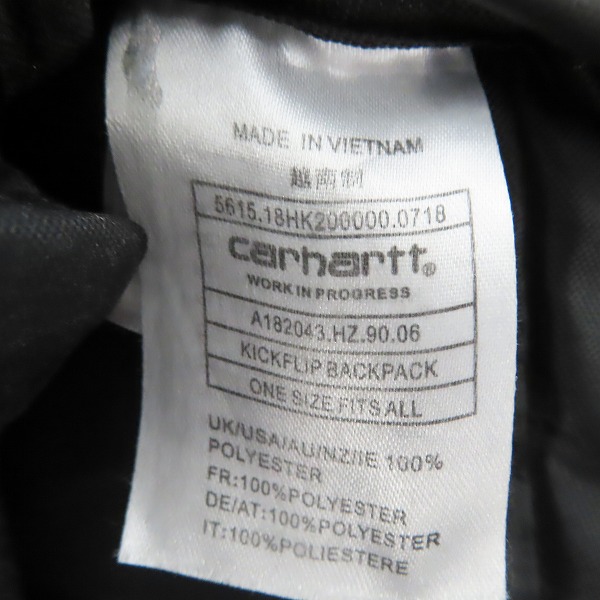 MADE IN VIETNAM
越南制
5615.18HK200000.0718
carhartt®
WORK IN PROGRESS
A182043.HZ.90.06
KICKFLIP BACKPACK
ONE SIZE FITS ALL
UK/USA/AU/NZ/IE 100%
POLYESTER
FR:100%POLYESTER
DE/AT:100%POLYESTER
IT:100%POLIESTERE